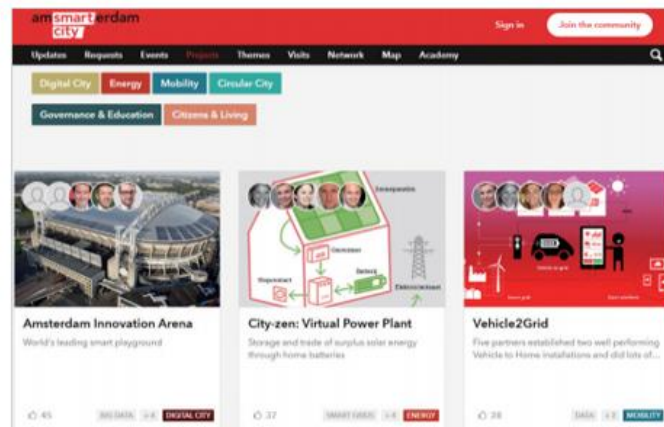 amsmarterdam
city
Sign in
Join the community
Updates Requests Events Projects Themes Visits Network Map Academy
Digital City Energy Mobility Circular City
Governance & Education Citizens & Living
Amsterdam Innovation Arena
World's leading smart playground
45 BIG DATA +4 DIGITAL CITY
City-zen: Virtual Power Plant
Storage and trade of surplus solar energy
through home batteries
37 SMART GRIDS +4 ENERGY
Vehicle2Grid
Five partners established two well performing
Vehicle to Home installations and did lots of...
28 DATA MOBILITY